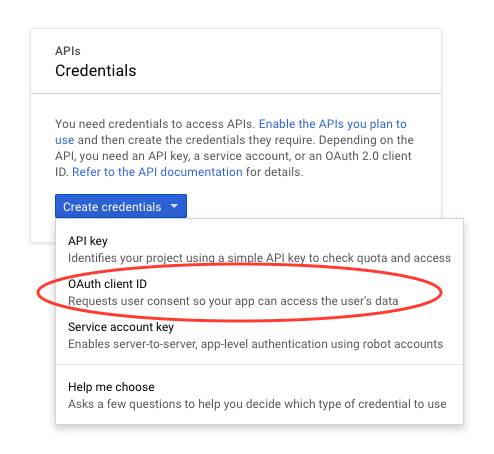 APIs
Credentials
You need credentials to access APIs. Enable the APIs you plan to
use and then create the credentials they require. Depending on the
API, you need an API key, a service account, or an OAuth 2.0 client
ID. Refer to the API documentation for details.
Create credentials
API key
Identifies your project using a simple API key to check quota and access
OAuth client ID
Requests user consent so your app can access the user's data
Service account key
Enables server-to-server, app-level authentication using robot accounts
Help me choose
Asks a few questions to help you decide which type of credential to use